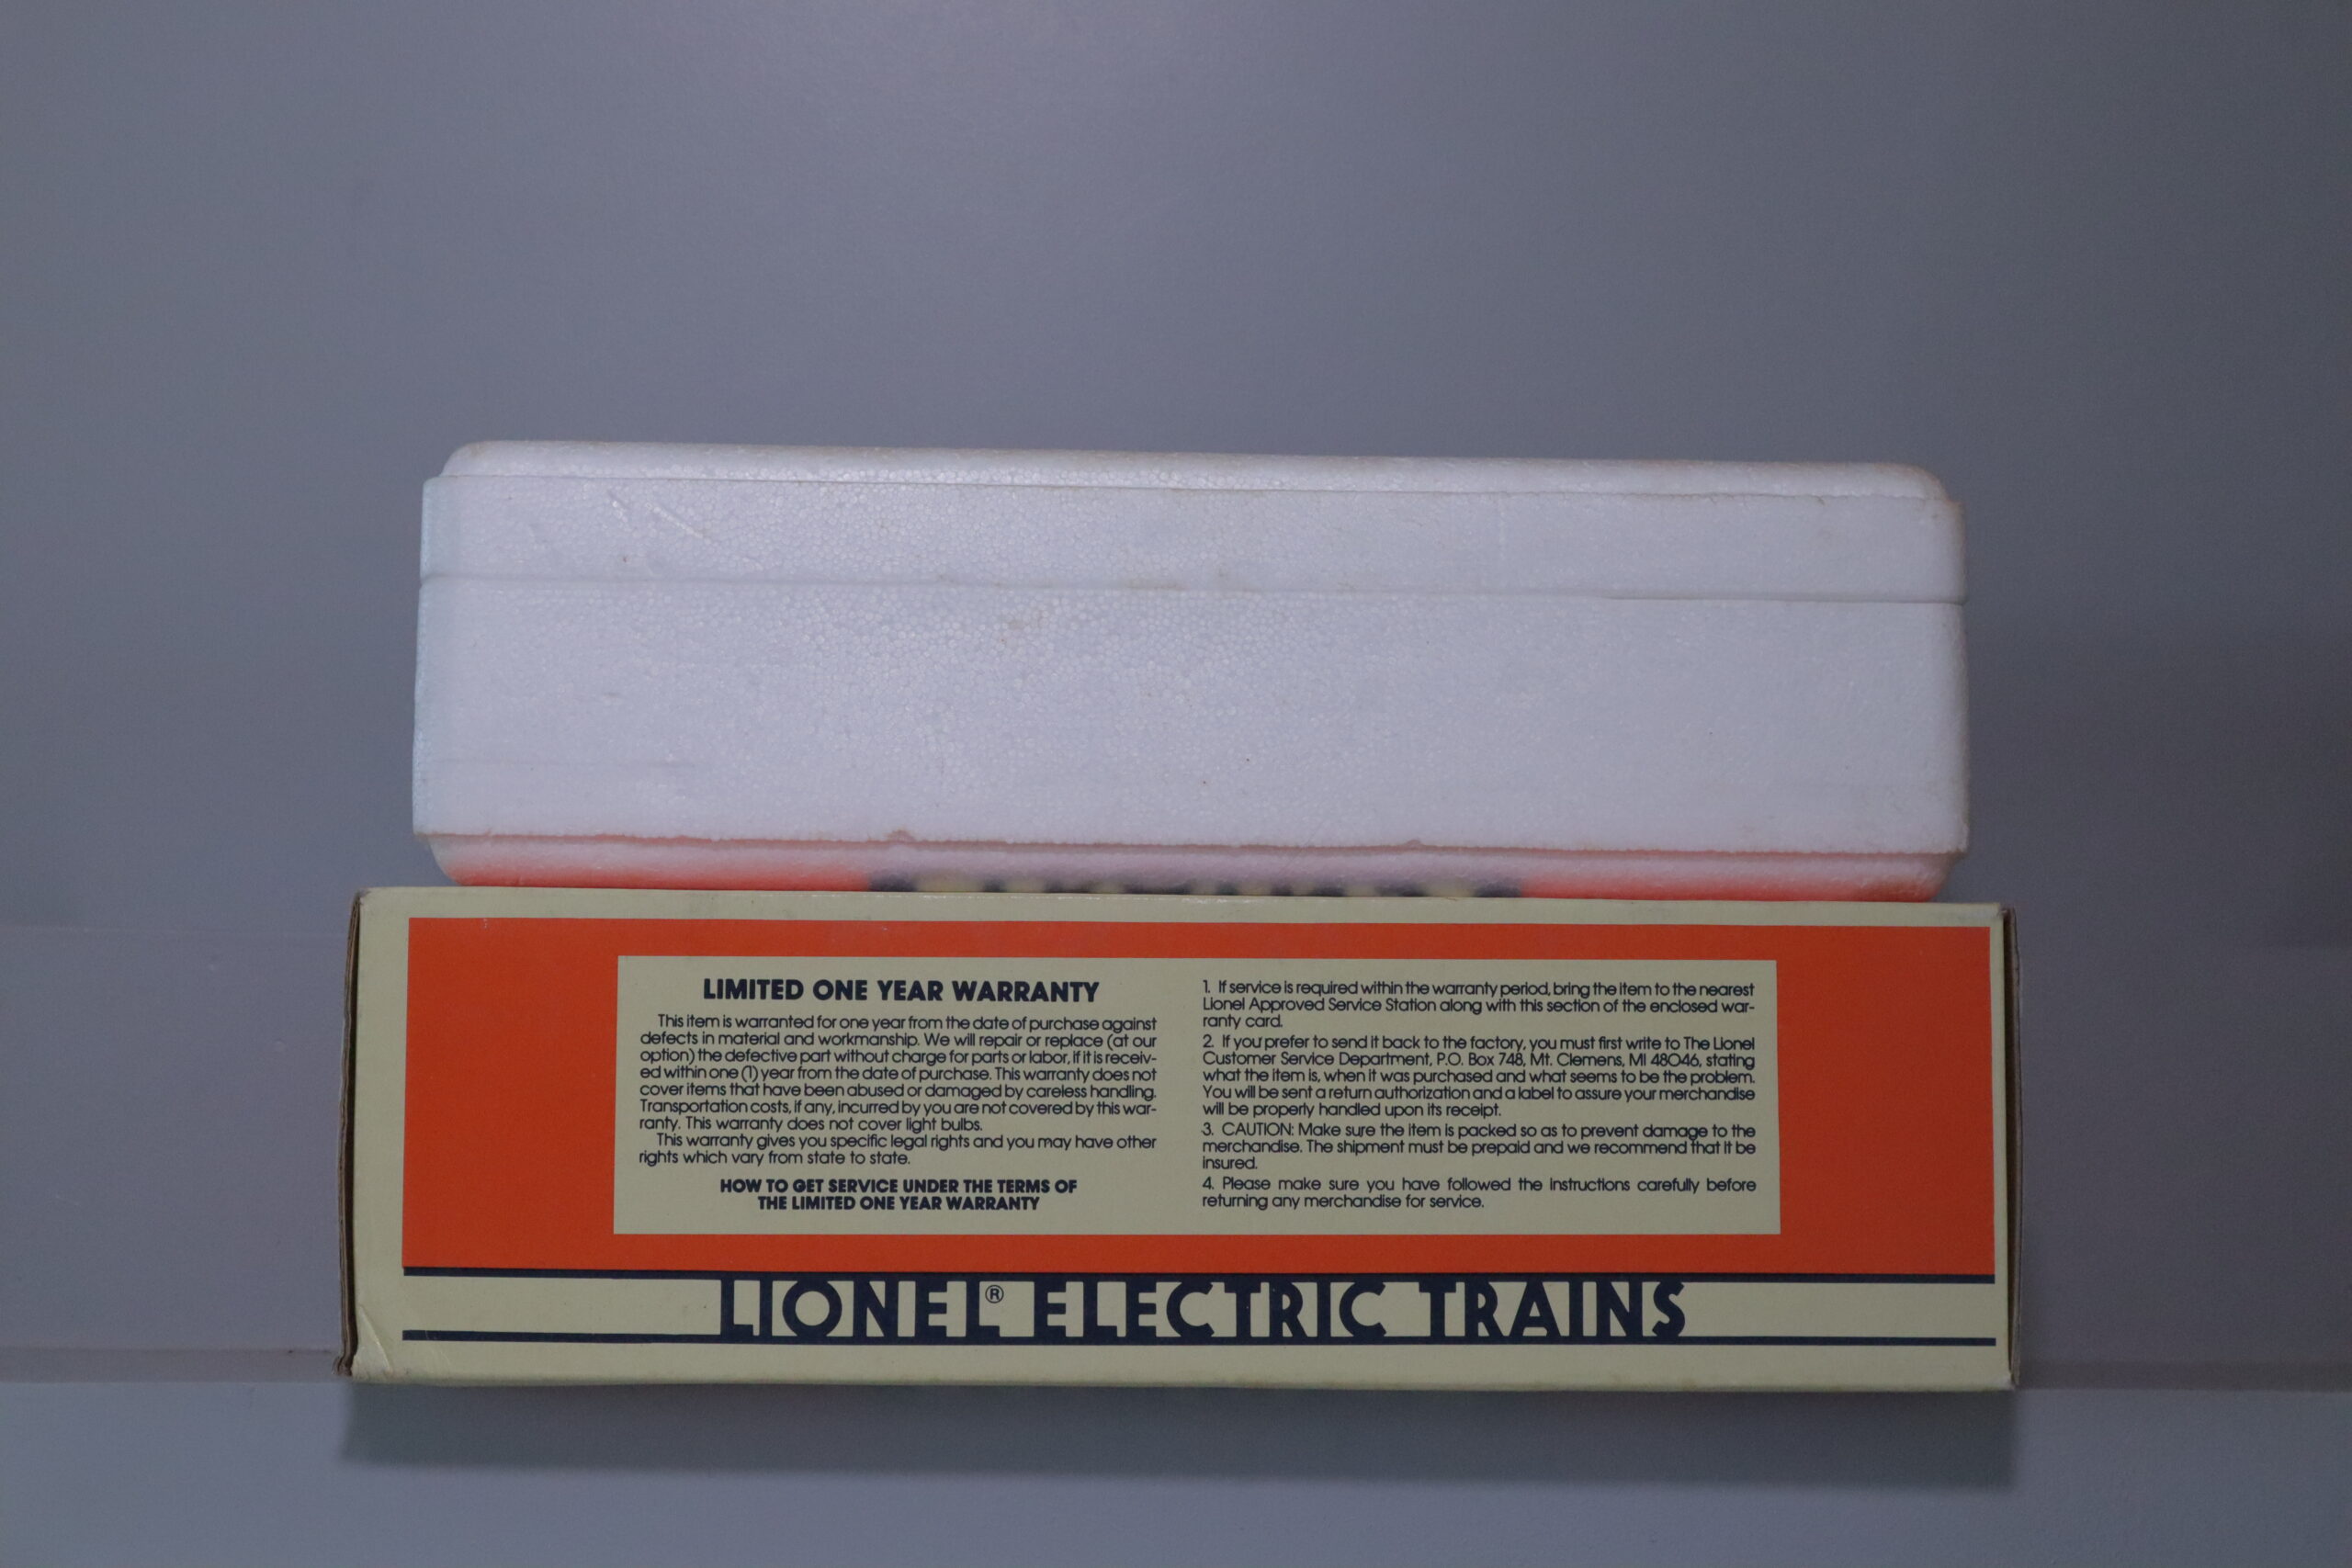 LIMITED ONE YEAR WARRANTY
This item is warranted for one year from the date of purchase against
defects in material and workmanship. We will repair or replace (at our
option) the defective part without charge for parts or labor, if it is receiv-
ed within one (1) year from the date of purchase. This warranty does not
cover items that have been abused or damaged by careless handling.
Transportation costs, if any, incurred by you are not covered by this war-
ranty. This warranty does not cover light bulbs.
This warranty gives you specific legal rights and you may have other
rights which vary from state to state.
HOW TO GET SERVICE UNDER THE TERMS OF
THE LIMITED ONE YEAR WARRANTY
1. If service is required within the warranty period, bring the item to the nearest
Lionel Approved Service Station along with this section of the enclosed war-
ranty card.
2. If you prefer to send it back to the factory, you must first write to The Lionel
Customer Service Department, P.O. Box 748, Mt. Clemens, MI 48046, stating
what the item is, when it was purchased and what seems to be the problem.
You will be sent a return authorization and a label to assure your merchandise
will be properly handled upon its receipt.
3. CAUTION: Make sure the item is packed so as to prevent damage to the
merchandise. The shipment must be prepaid and we recommend that it be
insured.
4. Please make sure you have followed the instructions carefully before
returning any merchandise for service.
LIONEL® ELECTRIC TRAINS